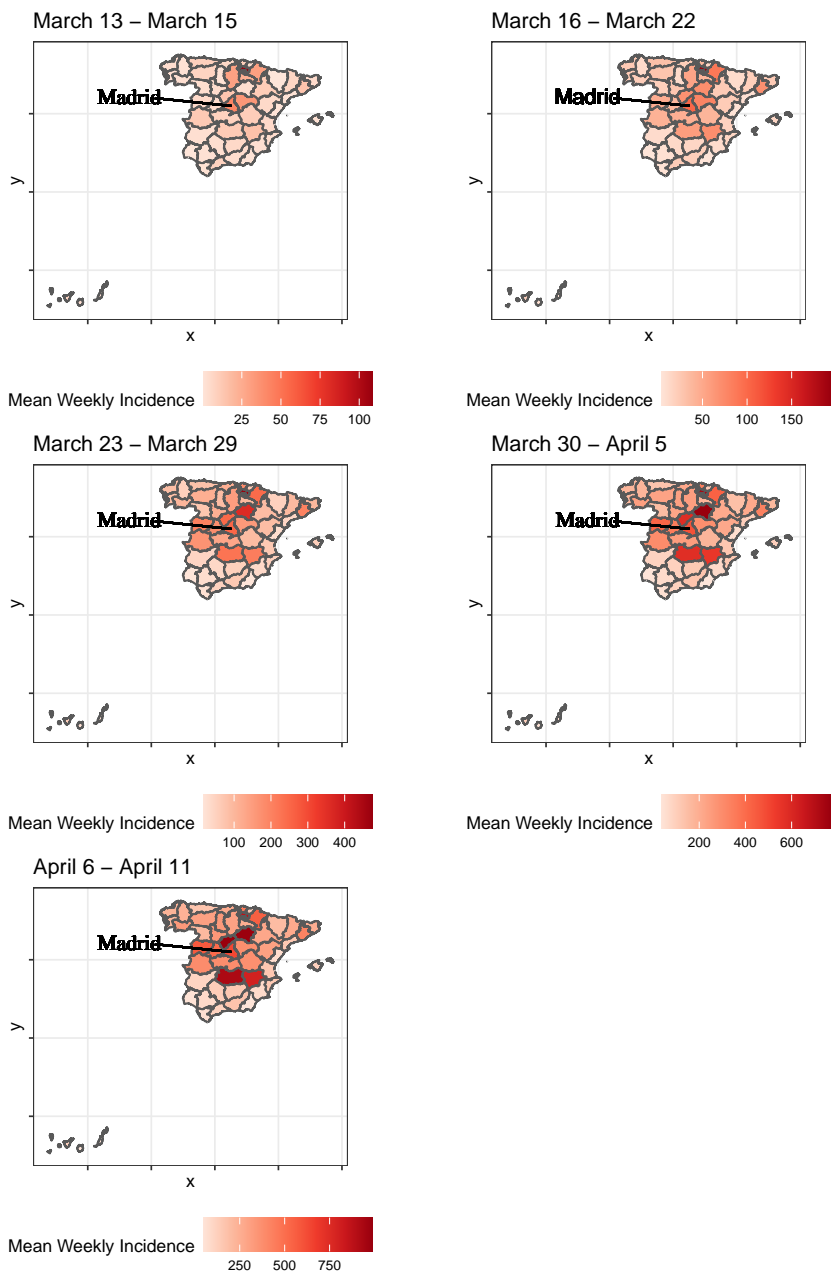 March 13 − March 15
Madrid
y
x
Mean Weekly Incidence
25 50 75 100
March 16 − March 22
Madrid
y
x
Mean Weekly Incidence
50 100 150
March 23 − March 29
Madrid
y
x
Mean Weekly Incidence
100 200 300 400
March 30 − April 5
Madrid
y
x
Mean Weekly Incidence
200 400 600
April 6 − April 11
Madrid
y
x
Mean Weekly Incidence
250 500 750